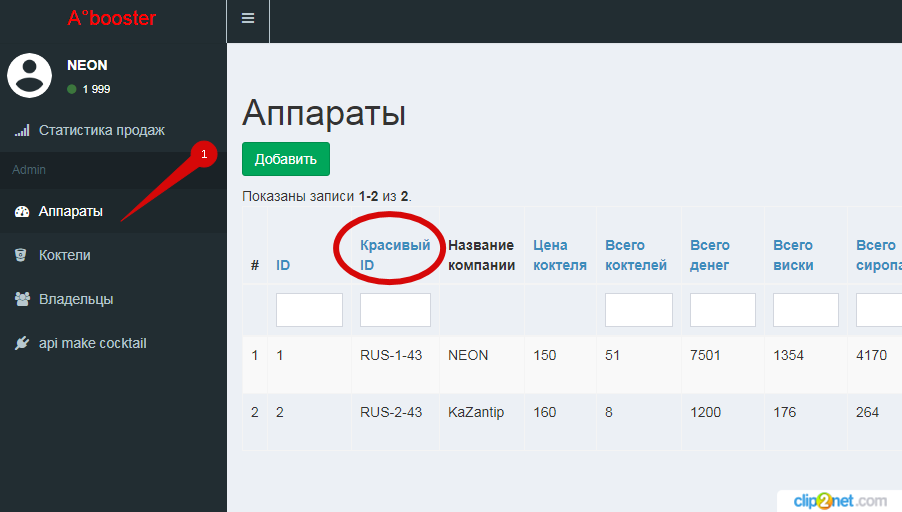 A°booster
NEON
1 999
Статистика продаж
1
Admin
Аппараты
Коктели
Владельцы
api make cocktail
Аппараты
Добавить
Показаны записи 1-2 из 2.
# ID Красивый ID Название компании Цена коктеля Всего коктелей Всего денег Всего виски Всего сиропа
1 1 RUS-1-43 NEON 150 51 7501 1354 4170
2 2 RUS-2-43 KaZantip 160 8 1200 176 264
clip2net.com